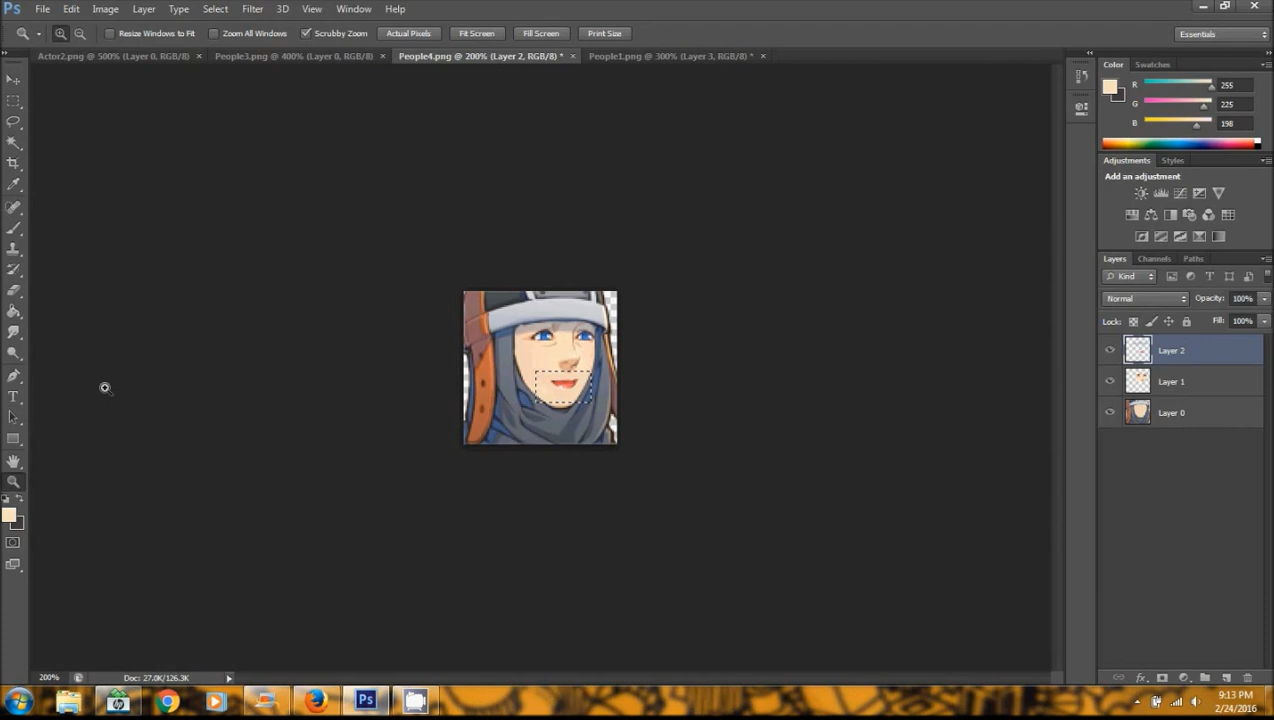 Ps File Edit Image Layer Type Select Filter 3D View Window Help
Resize Windows to Fit Zoom All Windows Scrubby Zoom Actual Pixels Fit Screen Fill Screen Print Size Essentials
Actor2.png @ 500% (Layer 0, RGB/8) × People3.png @ 400% (Layer 0, RGB/8) × People4.png @ 200% (Layer 2, RGB/8) * × People1.png @ 300% (Layer 3, RGB/8) * ×
Color Swatches
R 255
G 225
B 198
Adjustments Styles
Add an adjustment
Layers Channels Paths
Kind
Normal Opacity: 100%
Lock: Fill: 100%
Layer 2
Layer 1
Layer 0
200% Doc: 27.0K/126.3K
Ps
9:13 PM
2/24/2016